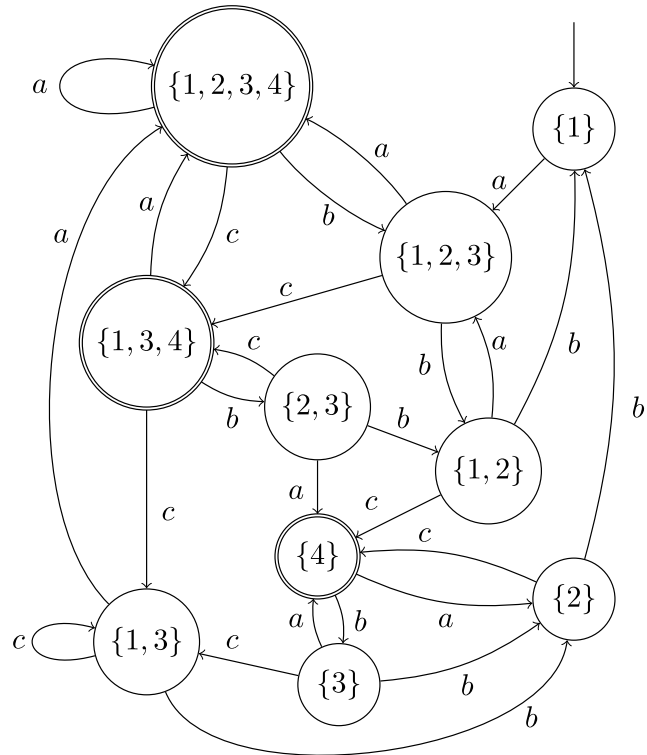 a
{1, 2, 3, 4}
{1}
a
a
a
a
b
c
{1, 2, 3}
c
{1, 3, 4}
c
b
a
b
b
{2, 3}
b
b
{1, 2}
a
c
c
c
{4}
{2}
a
b
a
c
{1, 3}
c
{3}
b
b